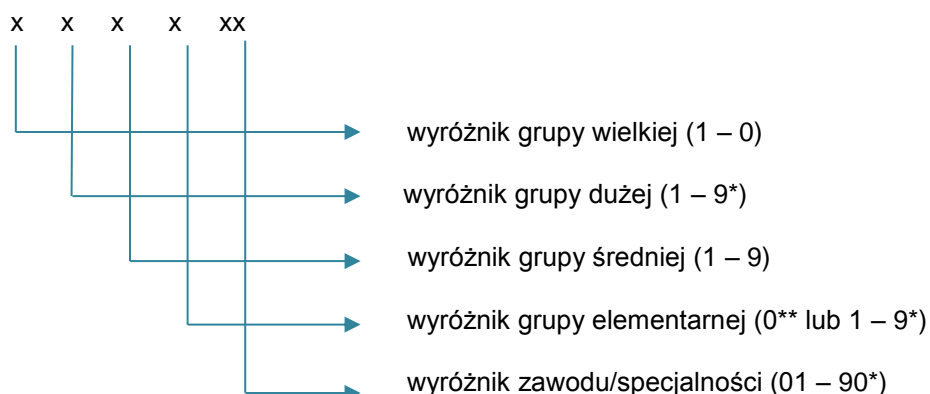 x x x x xx
wyróżnik grupy wielkiej (1 – 0)
wyróżnik grupy dużej (1 – 9*)
wyróżnik grupy średniej (1 – 9)
wyróżnik grupy elementarnej (0** lub 1 – 9*)
wyróżnik zawodu/specjalności (01 – 90*)